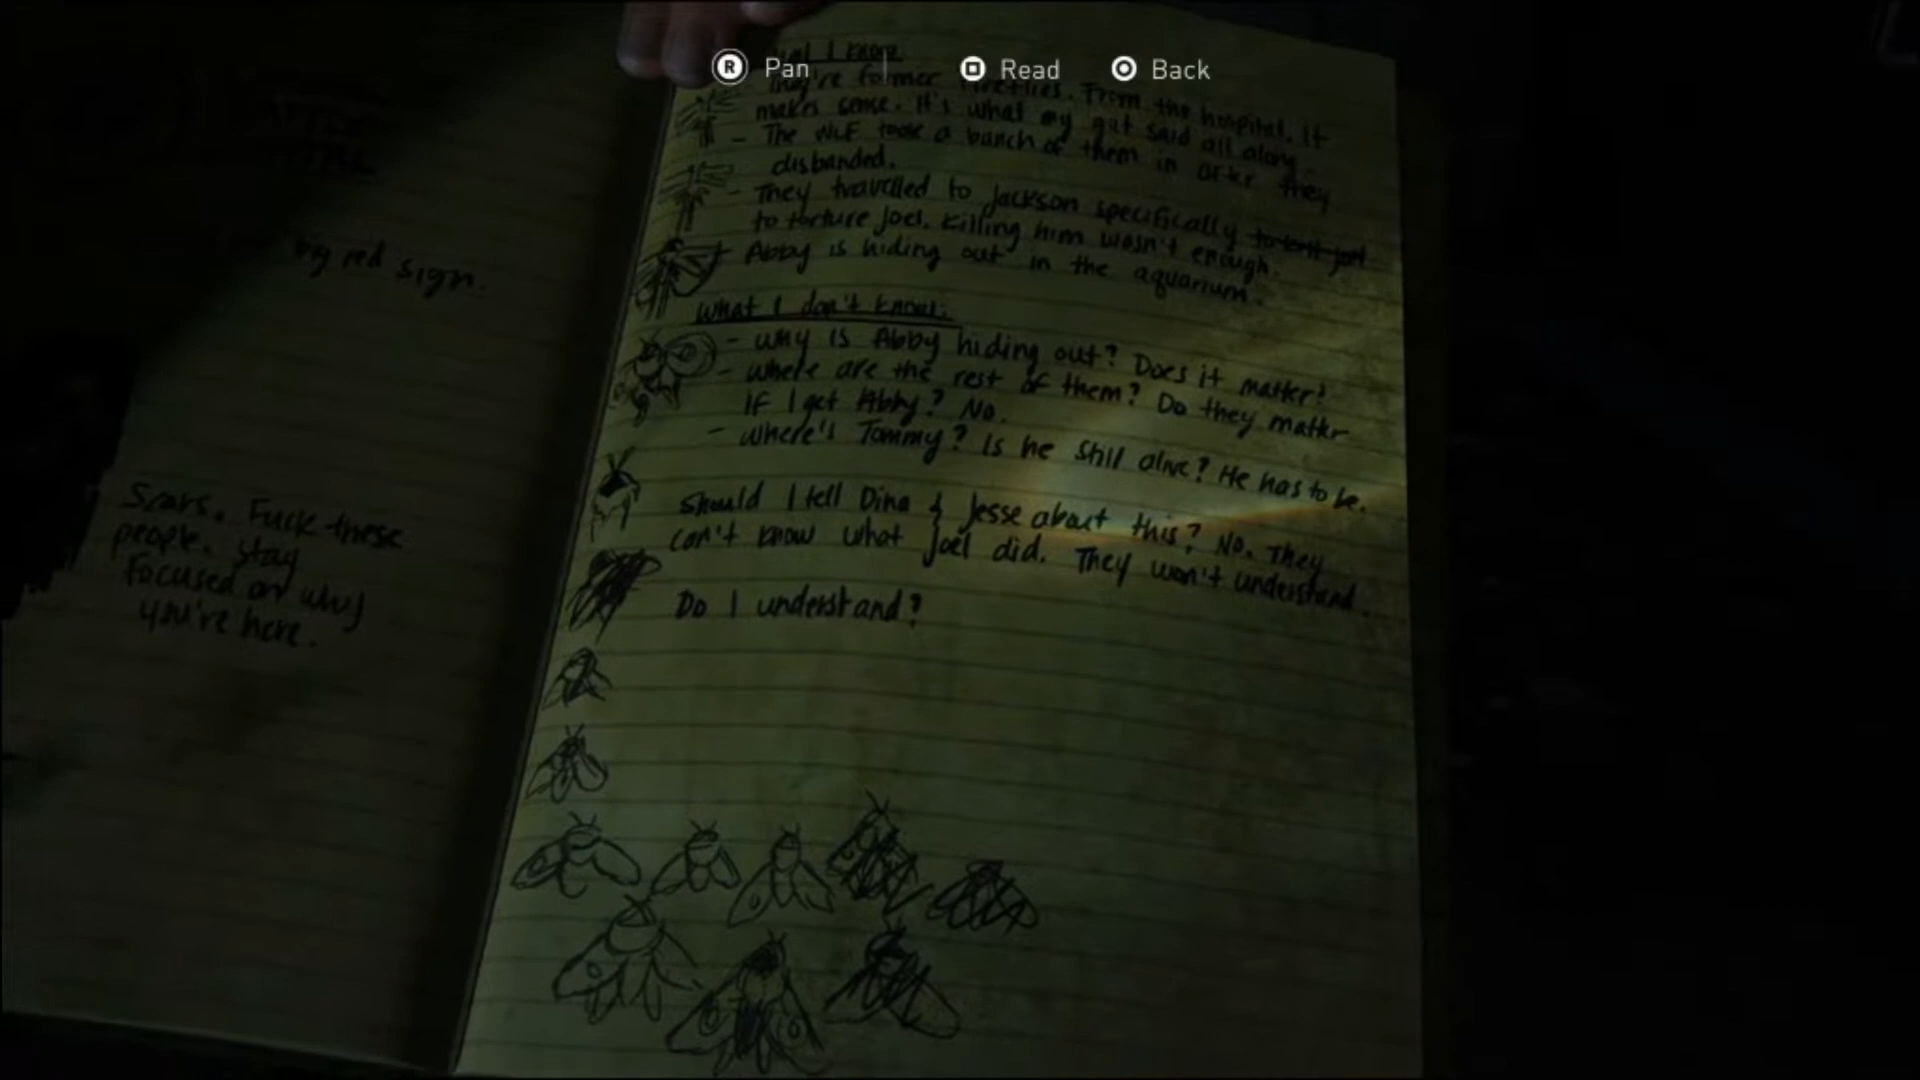 Pan
Read
Back
big red sign.
Scars. Fuck these
people. Stay
Focused on why
you're here.
I know:
They're former Fireflies. From the hospital. It
makes sense. It's what my gut said all along.
- The WLF took a bunch of them in after they
disbanded.
- They travelled to Jackson specifically
to torture Joel. Killing him wasn't enough.
Abby is hiding out in the aquarium.
What I don't know:
- Why is Abby hiding out? Does it matter?
- Where are the rest of them? Do they matter
if I get Abby? No.
- Where's Tommy? Is he still alive? He has to be.
Should I tell Dina & Jesse about this? No. They
can't know what Joel did. They won't understand.
Do I understand?